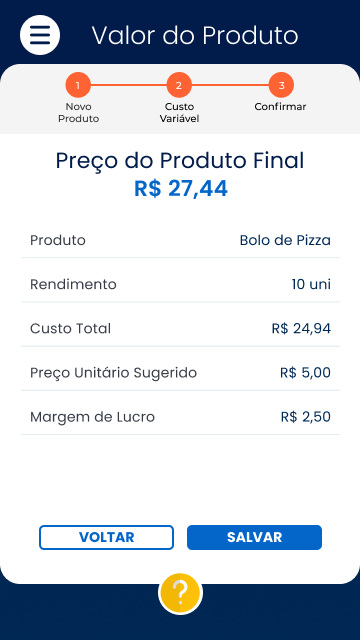 Valor do Produto
1 2 3
Novo Produto
Custo Variável
Confirmar
Preço do Produto Final
R$ 27,44
Produto Bolo de Pizza
Rendimento 10 uni
Custo Total R$ 24,94
Preço Unitário Sugerido R$ 5,00
Margem de Lucro R$ 2,50
VOLTAR SALVAR
?